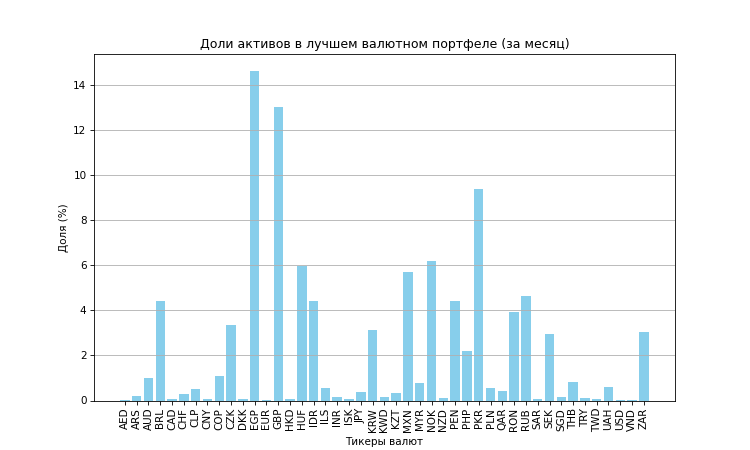 Доли активов в лучшем валютном портфеле (за месяц)
Доля (%)
14
12
10
8
6
4
2
0
AED ARS AUD BRL CAD CHF CLP CNY COP CZK DKK EGP EUR GBP HKD HUF IDR ILS INR ISK JPY KRW KWD KZT MXN MYR NOK NZD PEN PHP PKR PLN QAR RON RUB SAR SEK SGD THB TRY TWD UAH USD VND ZAR
Тикеры валют